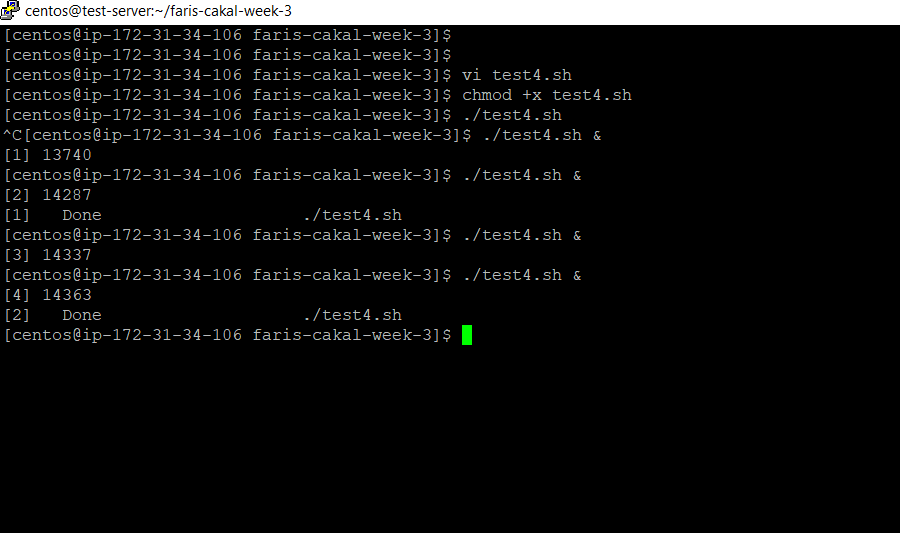 centos@test-server:~/faris-cakal-week-3
[centos@ip-172-31-34-106 faris-cakal-week-3]$
[centos@ip-172-31-34-106 faris-cakal-week-3]$
[centos@ip-172-31-34-106 faris-cakal-week-3]$ vi test4.sh
[centos@ip-172-31-34-106 faris-cakal-week-3]$ chmod +x test4.sh
[centos@ip-172-31-34-106 faris-cakal-week-3]$ ./test4.sh
^C[centos@ip-172-31-34-106 faris-cakal-week-3]$ ./test4.sh &
[1] 13740
[centos@ip-172-31-34-106 faris-cakal-week-3]$ ./test4.sh &
[2] 14287
[1]   Done                    ./test4.sh
[centos@ip-172-31-34-106 faris-cakal-week-3]$ ./test4.sh &
[3] 14337
[centos@ip-172-31-34-106 faris-cakal-week-3]$ ./test4.sh &
[4] 14363
[2]   Done                    ./test4.sh
[centos@ip-172-31-34-106 faris-cakal-week-3]$